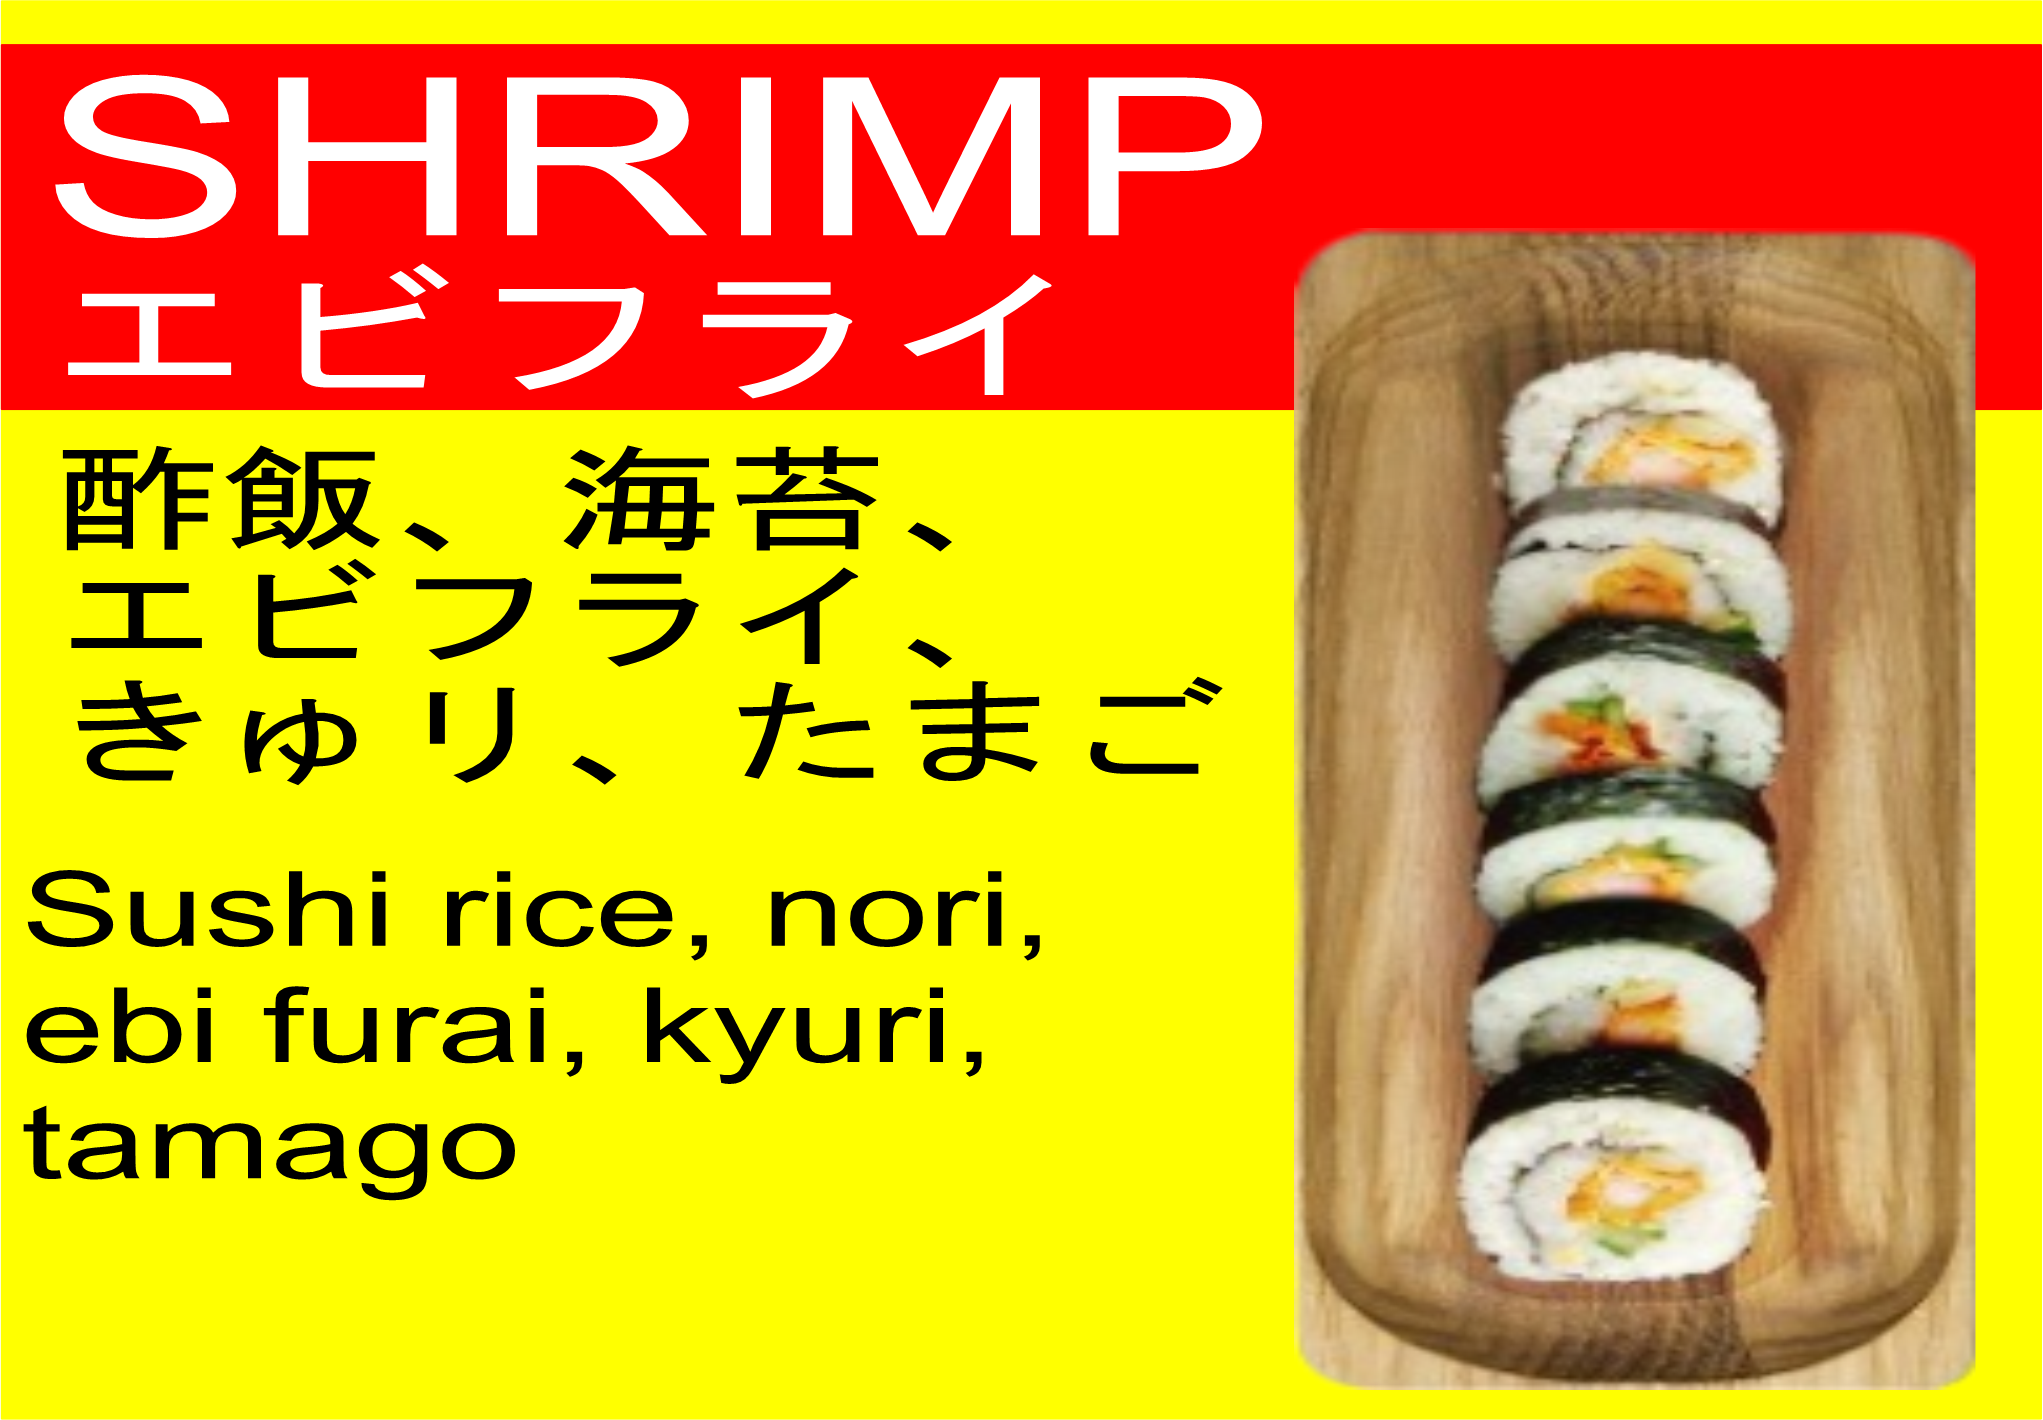 SHRIMP
エビフライ
酢飯、海苔、
エビフライ、
きゅリ、たまご
Sushi rice, nori,
ebi furai, kyuri,
tamago